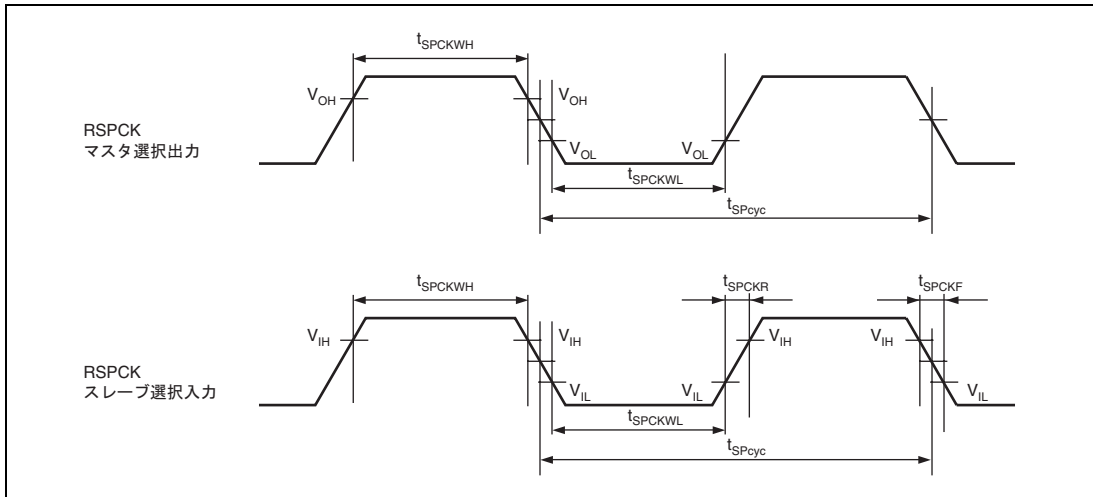 tSPCKWH
VOH
VOH
RSPCK
マスタ選択出力
VOL
VOL
tSPCKWL
tSPcyc
tSPCKWH
tSPCKR
tSPCKF
VIH
VIH
VIH
VIH
RSPCK
スレーブ選択入力
VIL
VIL
VIL
tSPCKWL
tSPcyc